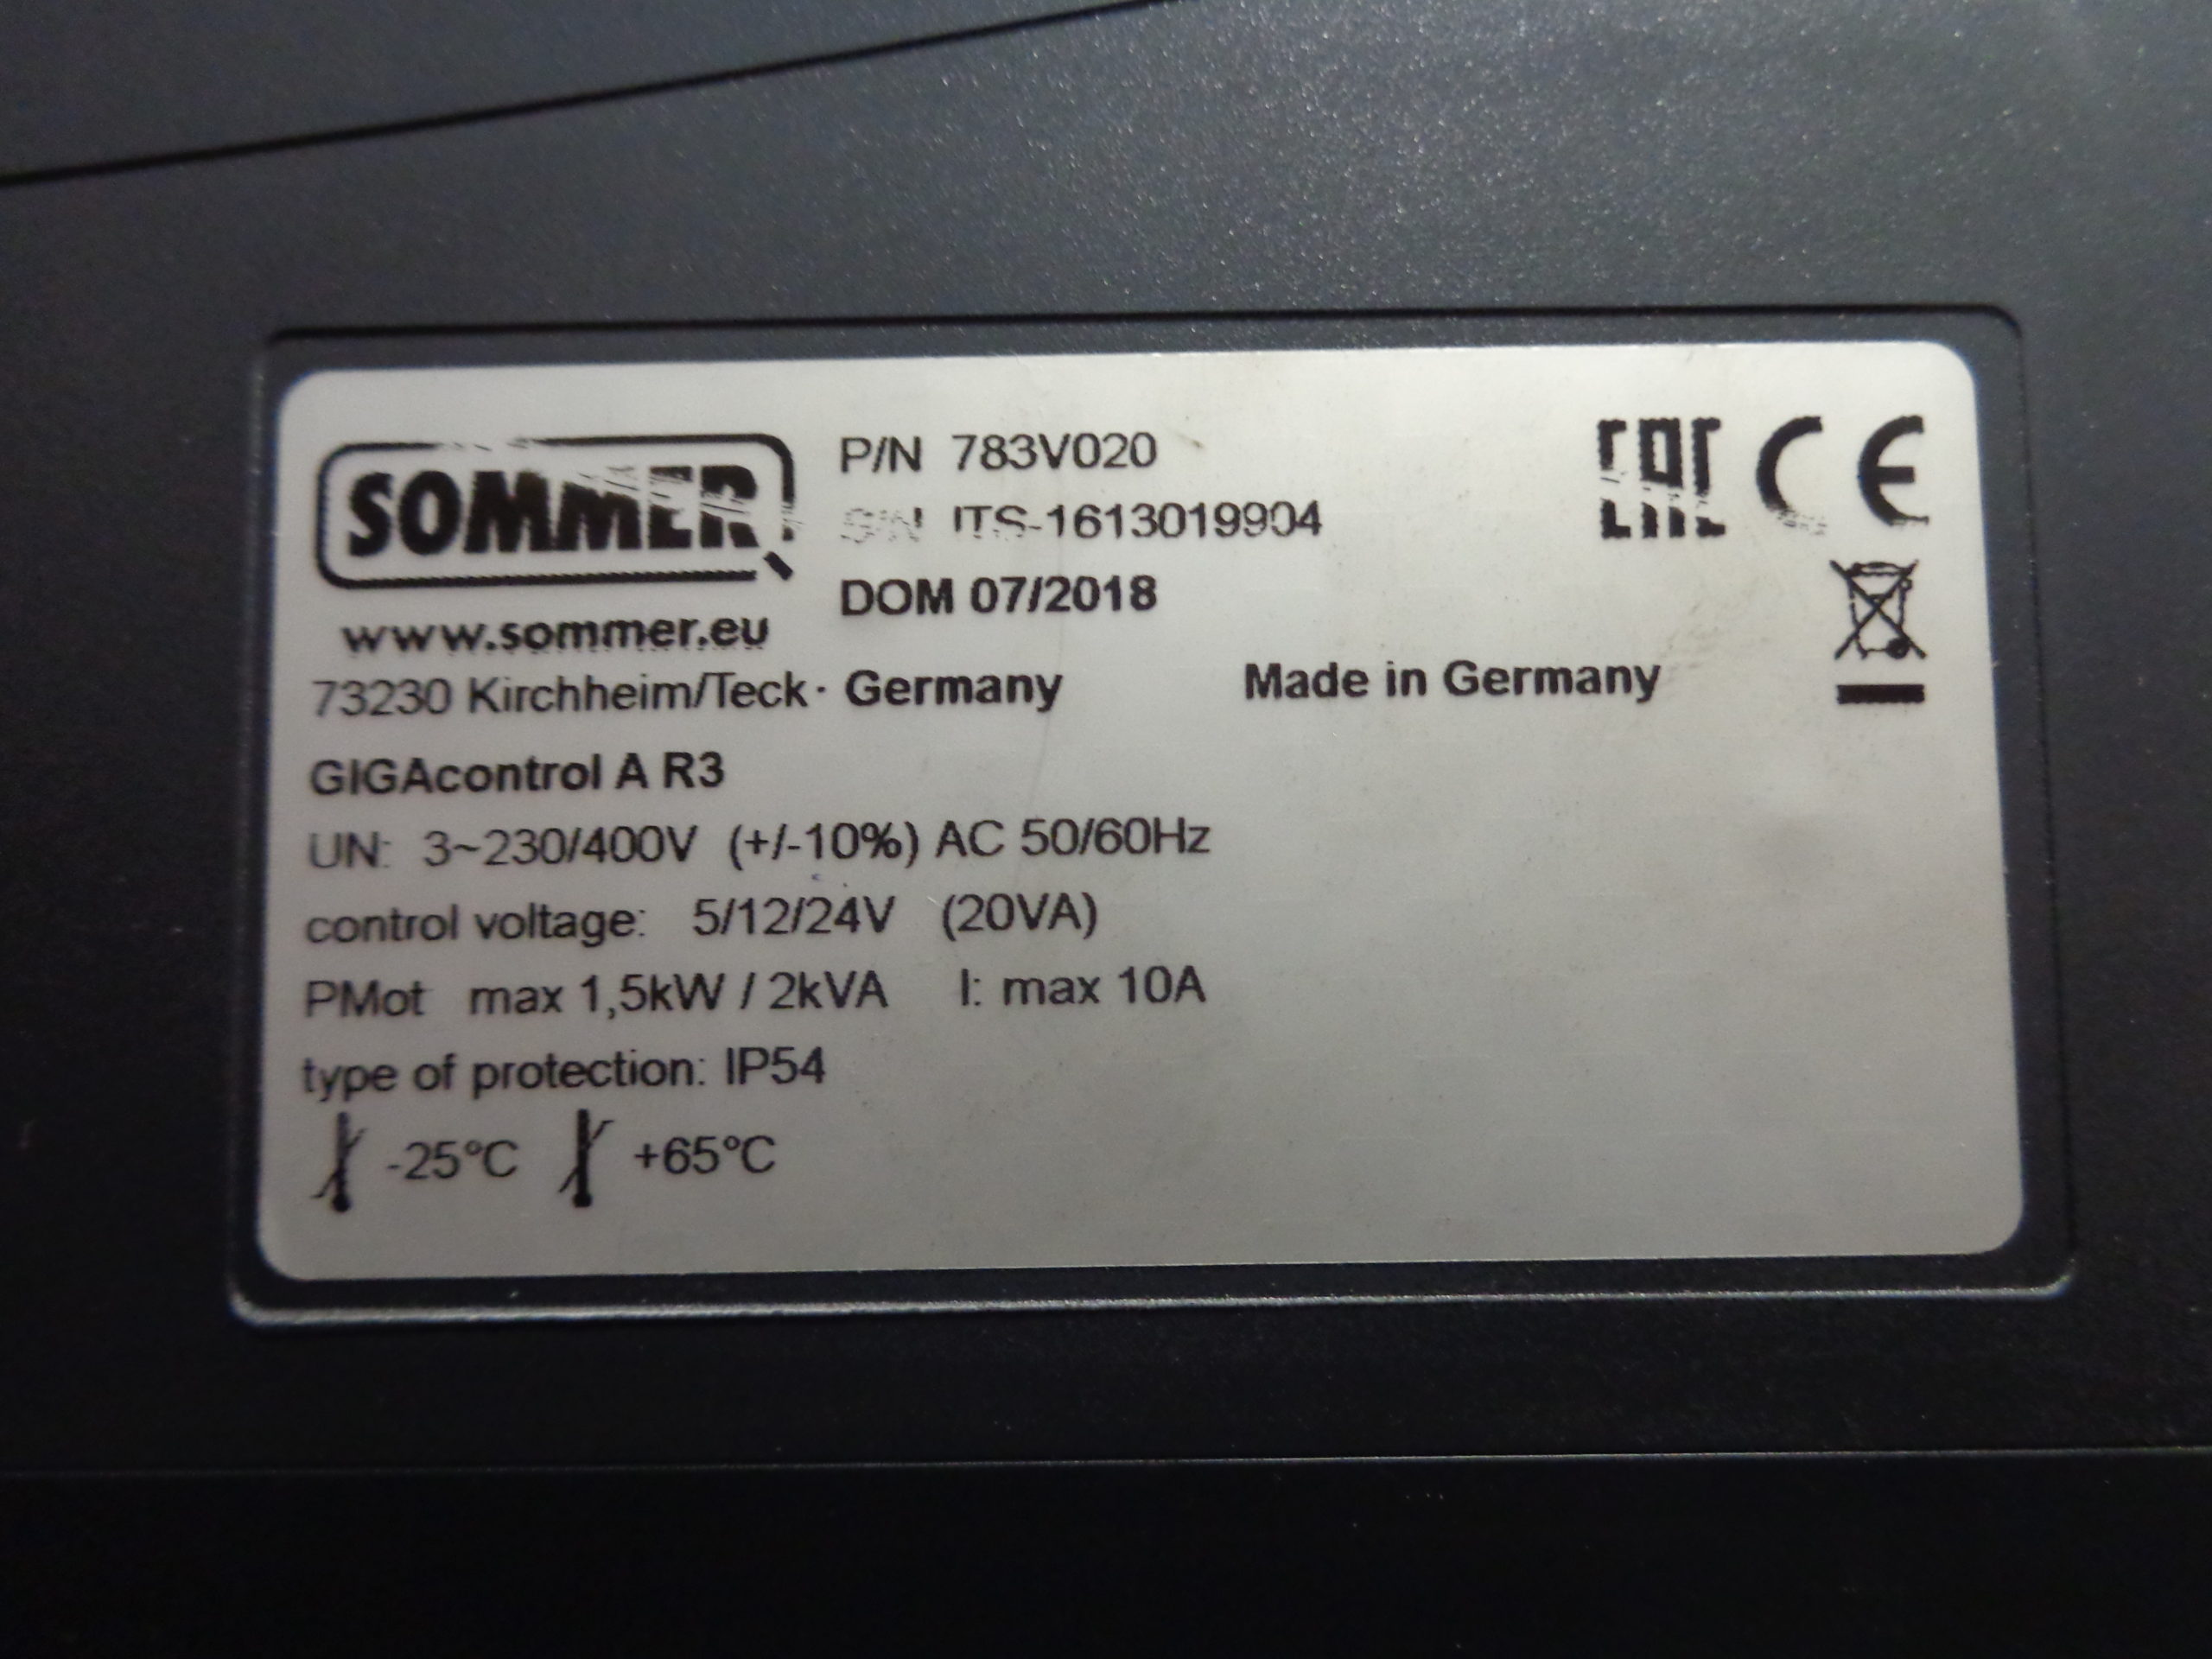 SOMMER
P/N 783V020
S/N ITS-1613019904
DOM 07/2018
EAC CE
www.sommer.eu
73230 Kirchheim/Teck · Germany
Made in Germany
GIGAcontrol A R3
UN: 3~230/400V (+/-10%) AC 50/60Hz
control voltage: 5/12/24V (20VA)
PMot max 1,5kW / 2kVA I: max 10A
type of protection: IP54
-25°C +65°C